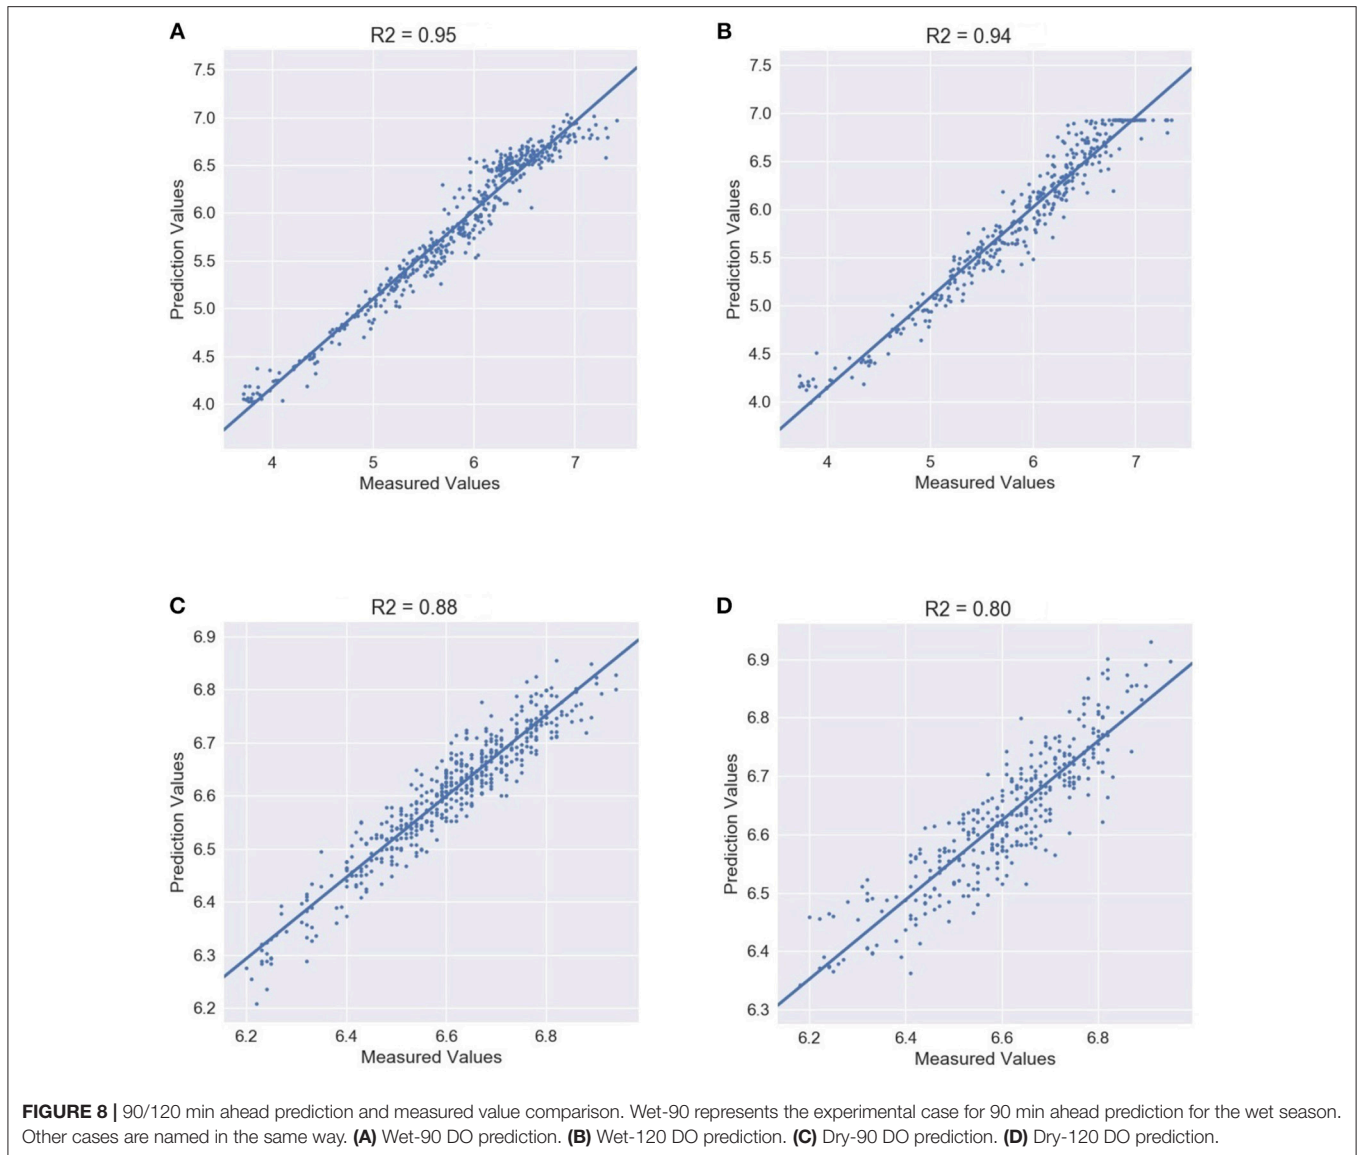 A
R2 = 0.95
7.5
7.0
6.5
6.0
5.5
5.0
4.5
4.0
Prediction Values
4 5 6 7
Measured Values
B
R2 = 0.94
7.5
7.0
6.5
6.0
5.5
5.0
4.5
4.0
Prediction Values
4 5 6 7
Measured Values
C
R2 = 0.88
6.9
6.8
6.7
6.6
6.5
6.4
6.3
6.2
Prediction Values
6.2 6.4 6.6 6.8
Measured Values
D
R2 = 0.80
6.9
6.8
6.7
6.6
6.5
6.4
6.3
Prediction Values
6.2 6.4 6.6 6.8
Measured Values
FIGURE 8 | 90/120 min ahead prediction and measured value comparison. Wet-90 represents the experimental case for 90 min ahead prediction for the wet season.
Other cases are named in the same way. (A) Wet-90 DO prediction. (B) Wet-120 DO prediction. (C) Dry-90 DO prediction. (D) Dry-120 DO prediction.